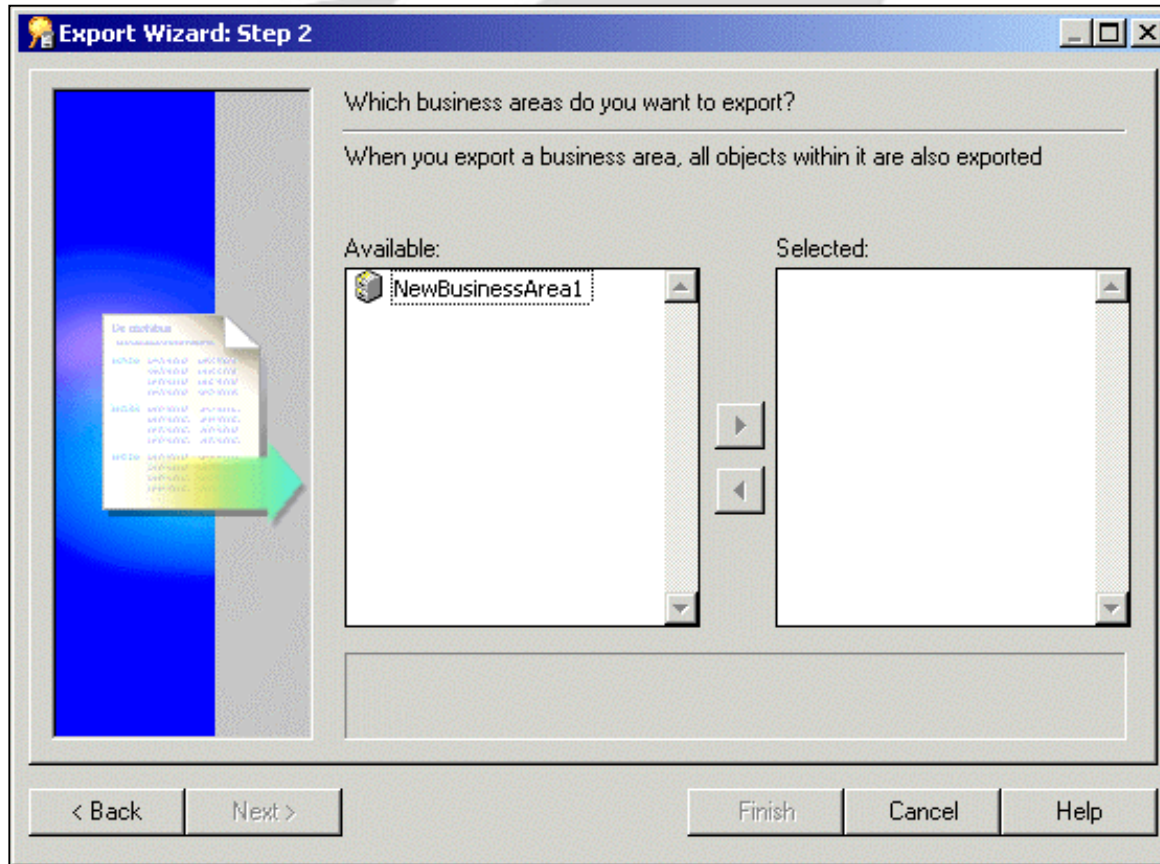 Export Wizard: Step 2
Which business areas do you want to export?
When you export a business area, all objects within it are also exported
Available:
Selected:
NewBusinessArea1
< Back
Next >
Finish
Cancel
Help